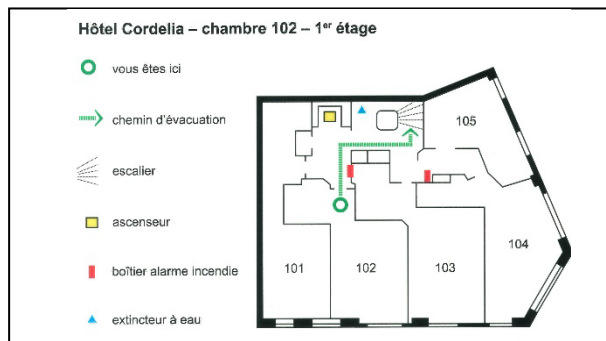 Hôtel Cordelia – chambre 102 – 1er étage
vous êtes ici
chemin d'évacuation
escalier
ascenseur
boîtier alarme incendie
extincteur à eau
105
104
101
102
103